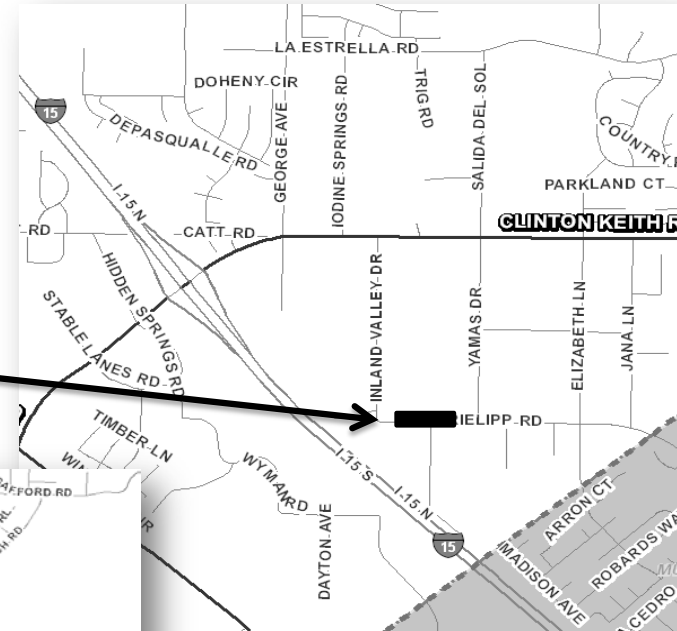 LA ESTRELLA RD
DOHENY CIR
TRIG RD
SALIDA DEL SOL
15
DEPASQUALLE RD
GEORGE AVE
IODINE SPRINGS RD
COUNTRY
PARKLAND CT
I-15 N
RD
CATT RD
CLINTON KEITH R
HIDDEN SPRINGS RD
INLAND VALLEY DR
YAMAS DR
ELIZABETH LN
JANA LN
STABLE LANES RD
TIMBER LN
RIELIPP RD
WYMAN RD
I-15 S
I-15 N
DAYTON AVE
15
AFFORD RD
ARRON CT
MADISON AVE
ROBARDS WA